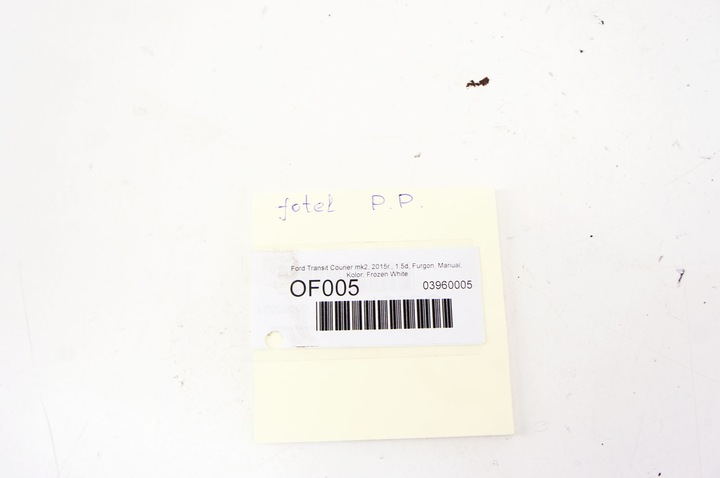 fotel P.P.
Ford Transit Courier mk2, 2015r., 1.5d, Furgon, Manual,
Kolor: Frozen White
OF005 03960005